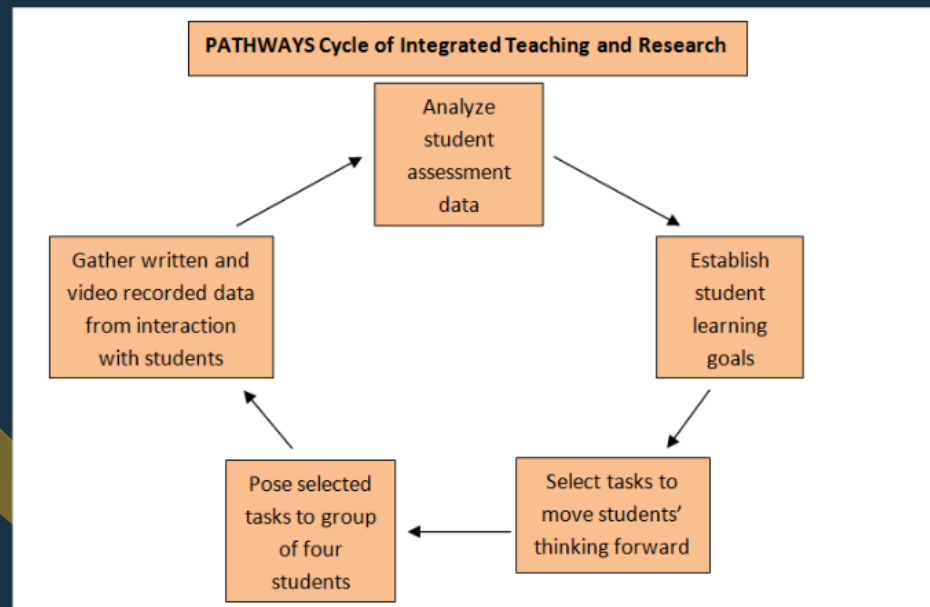 PATHWAYS Cycle of Integrated Teaching and Research
Analyze
student
assessment
data
Establish
student
learning
goals
Select tasks to
move students’
thinking forward
Pose selected
tasks to group
of four
students
Gather written and
video recorded data
from interaction
with students